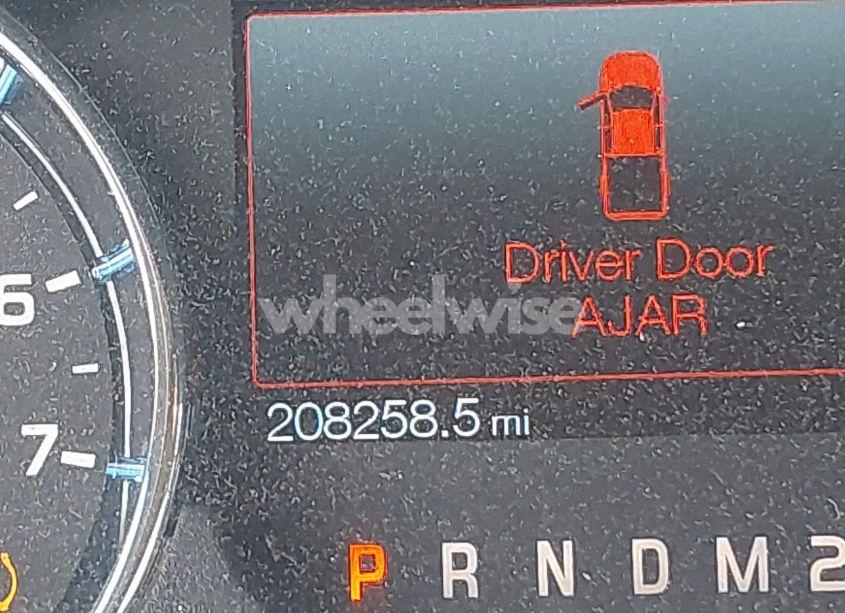 6
Driver Door
wheelwise
AJAR
208258.5 mi
7
P R N D M 2